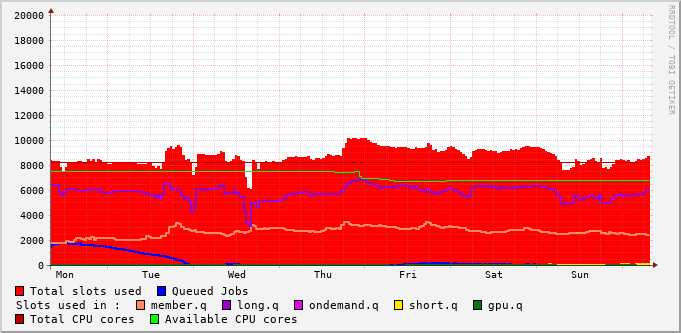 RRDTOOL / TOBI OETIKER
20000
18000
16000
14000
12000
10000
8000
6000
4000
2000
0
Mon Tue Wed Thu Fri Sat Sun
Total slots used Queued Jobs
Slots used in : member.q long.q ondemand.q short.q gpu.q
Total CPU cores Available CPU cores